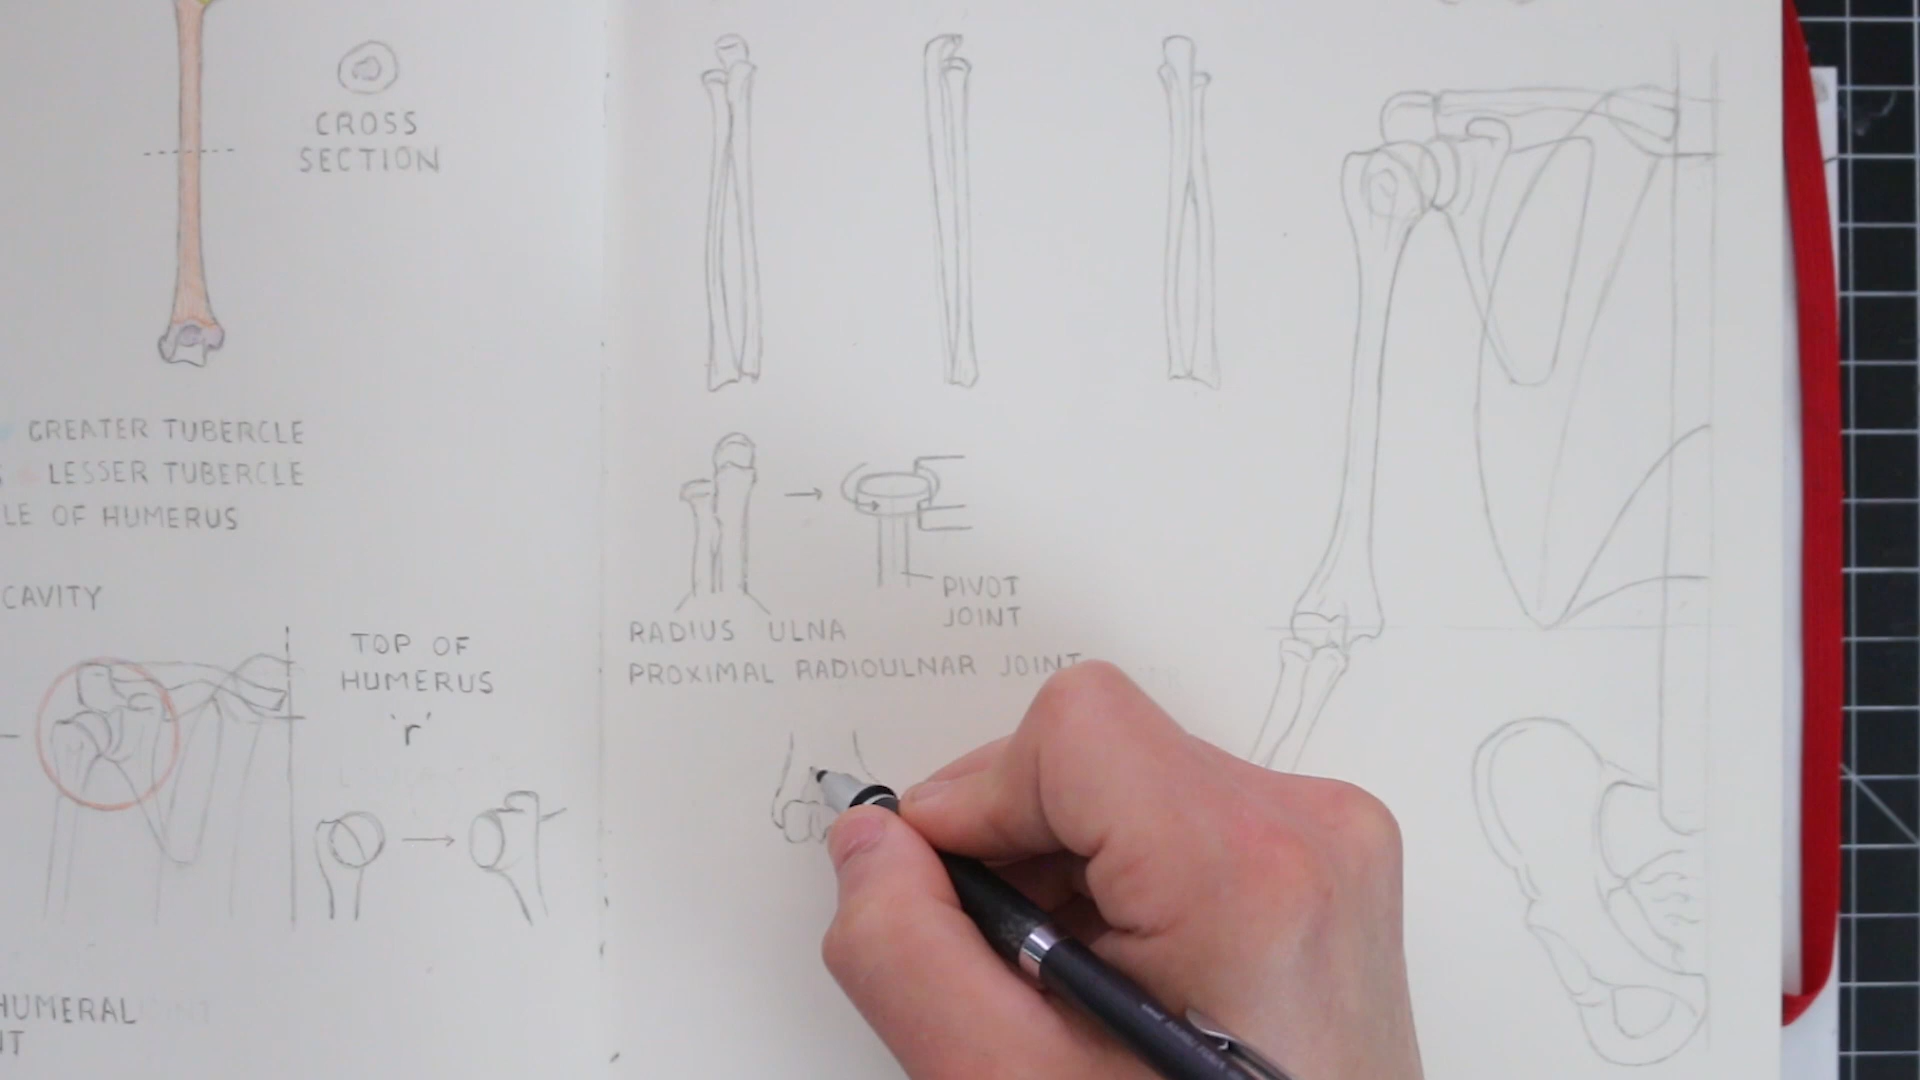 CROSS
SECTION
GREATER TUBERCLE
LESSER TUBERCLE
LE OF HUMERUS
CAVITY
TOP OF
HUMERUS
'r'
HUMERAL
NT
RADIUS ULNA
PIVOT
JOINT
PROXIMAL RADIOULNAR JOINT